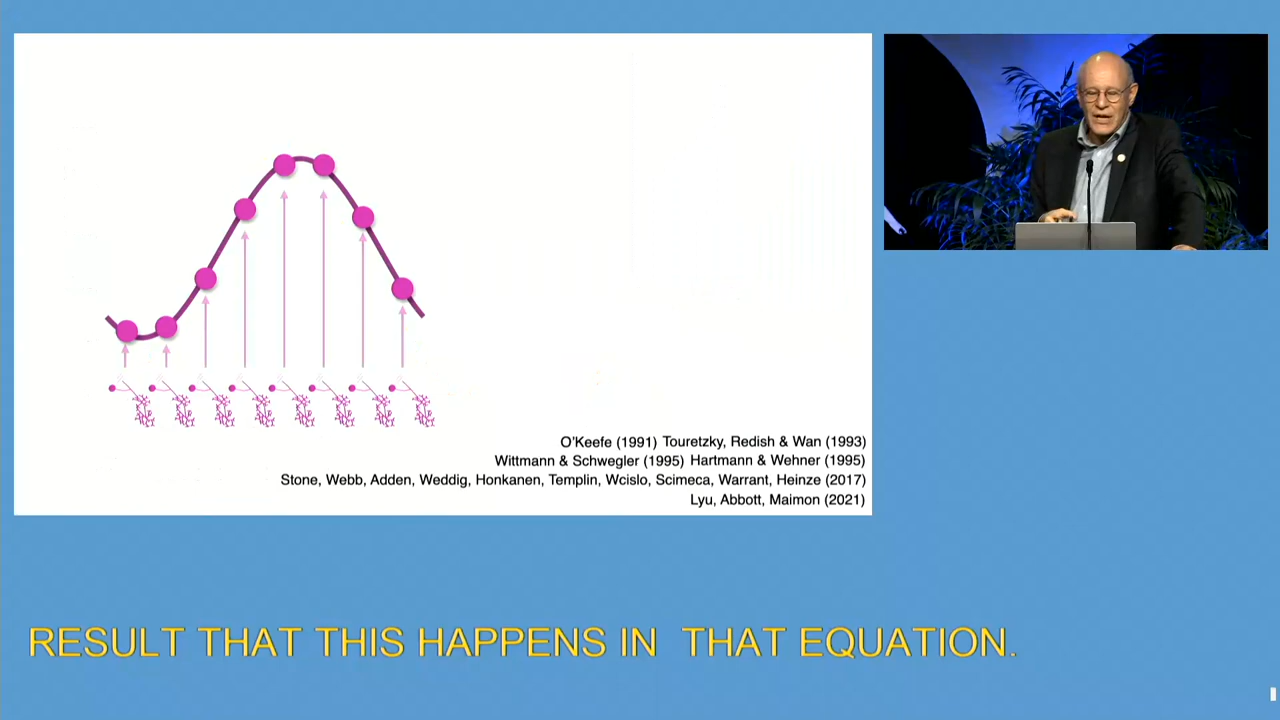 O'Keefe (1991) Touretzky, Redish & Wan (1993)
Wittmann & Schwegler (1995) Hartmann & Wehner (1995)
Stone, Webb, Adden, Weddig, Honkanen, Templin, Wcislo, Scimeca, Warrant, Heinze (2017)
Lyu, Abbott, Maimon (2021)
RESULT THAT THIS HAPPENS IN  THAT EQUATION.